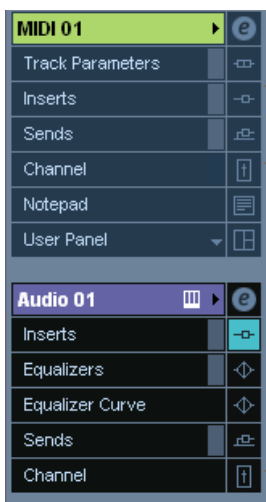 MIDI 01 e
Track Parameters
Inserts
Sends
Channel
Notepad
User Panel
Audio 01 e
Inserts
Equalizers
Equalizer Curve
Sends
Channel